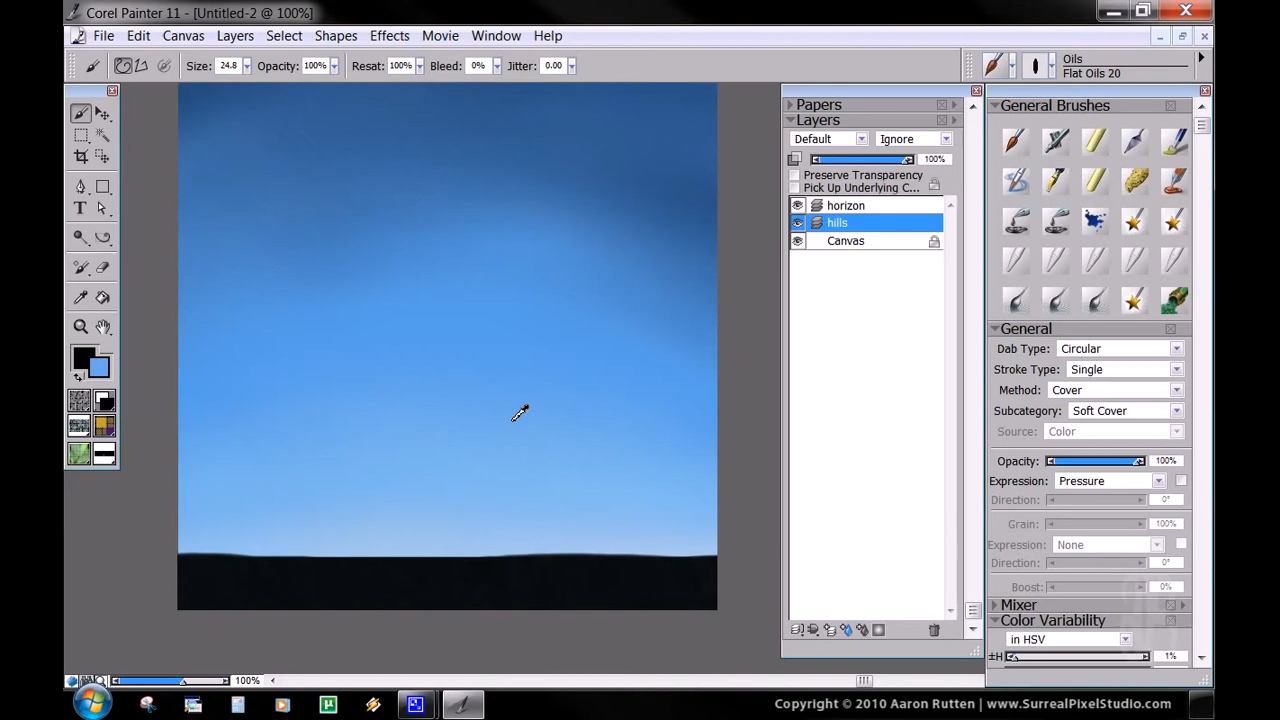 Corel Painter 11 - [Untitled-2 @ 100%]
File Edit Canvas Layers Select Shapes Effects Movie Window Help
Size: 24.8 Opacity: 100% Resat: 100% Bleed: 0% Jitter: 0.00
Oils
Flat Oils 20
Papers
Layers
Default Ignore
100%
Preserve Transparency
Pick Up Underlying C...
horizon
hills
Canvas
General Brushes
General
Dab Type: Circular
Stroke Type: Single
Method: Cover
Subcategory: Soft Cover
Source: Color
Opacity: 100%
Expression: Pressure
Direction: 0°
Grain: 100%
Expression: None
Direction: 0°
Boost: 0%
Mixer
Color Variability
in HSV
±H 1%
T
100%
Copyright © 2010 Aaron Rutten | www.SurrealPixelStudio.com